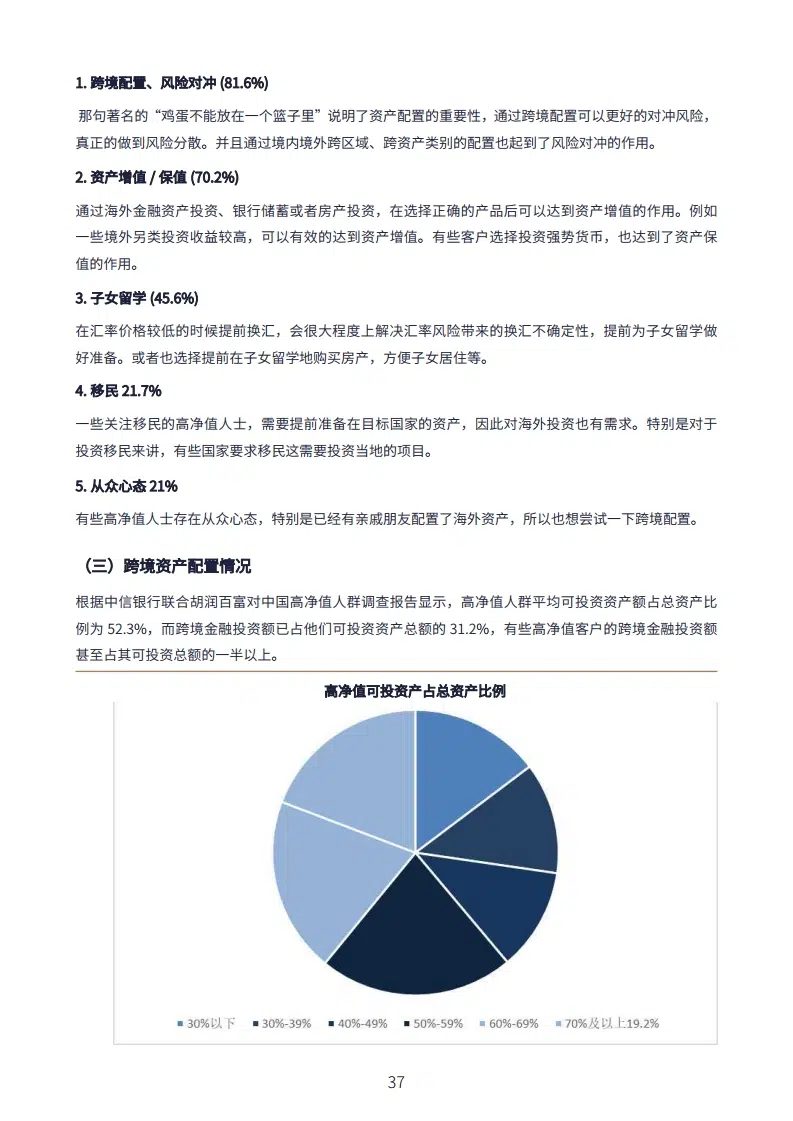 1. 跨境配置、风险对冲 (81.6%)
那句著名的“鸡蛋不能放在一个篮子里”说明了资产配置的重要性，通过跨境配置可以更好的对冲风险，
真正的做到风险分散。并且通过境内境外跨区域、跨资产类别的配置也起到了风险对冲的作用。
2. 资产增值 / 保值 (70.2%)
通过海外金融资产投资、银行储蓄或者房产投资，在选择正确的产品后可以达到资产增值的作用。例如
一些境外另类投资收益较高，可以有效的达到资产增值。有些客户选择投资强势货币，也达到了资产保
值的作用。
3. 子女留学 (45.6%)
在汇率价格较低的时候提前换汇，会很大程度上解决汇率风险带来的换汇不确定性，提前为子女留学做
好准备。或者也选择提前在子女留学地购买房产，方便子女居住等。
4. 移民 21.7%
一些关注移民的高净值人士，需要提前准备在目标国家的资产，因此对海外投资也有需求。特别是对于
投资移民来讲，有些国家要求移民这需要投资当地的项目。
5. 从众心态 21%
有些高净值人士存在从众心态，特别是已经有亲戚朋友配置了海外资产，所以也想尝试一下跨境配置。
（三）跨境资产配置情况
根据中信银行联合胡润百富对中国高净值人群调查报告显示，高净值人群平均可投资资产额占总资产比
例为 52.3%，而跨境金融投资额已占他们可投资资产总额的 31.2%，有些高净值客户的跨境金融投资额
甚至占其可投资总额的一半以上。
高净值可投资产占总资产比例
30%以下 30%-39% 40%-49% 50%-59% 60%-69% 70%及以上19.2%
37